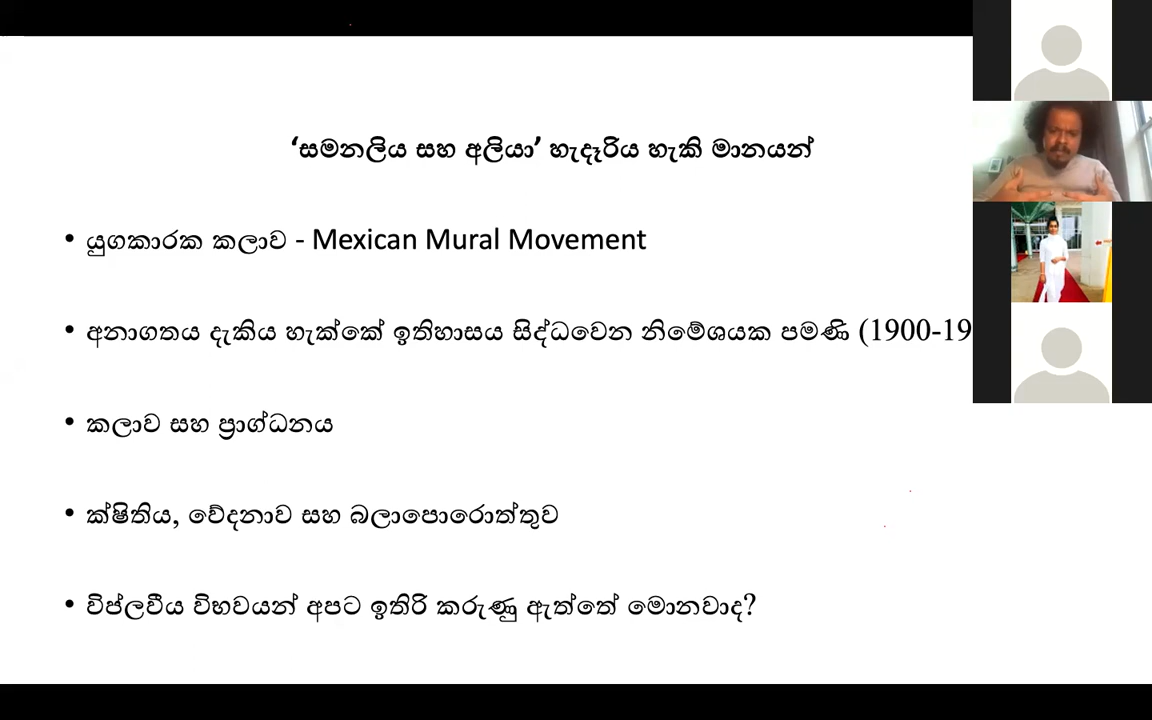 ‘සමනලිය සහ අලියා’ හැදෑරිය හැකි මානයන්
• යුගකාරක කලාව - Mexican Mural Movement
• අනාගතය දැකිය හැක්කේ ඉතිහාසය සිද්ධවෙන නිමේශයක පමණි (1900-19
• කලාව සහ ප්‍රාග්ධනය
• ක්ෂිතිය, වේදනාව සහ බලාපොරොත්තුව
• විප්ලවීය විභවයන් අපට ඉතිරි කරුණු ඇත්තේ මොනවාද?